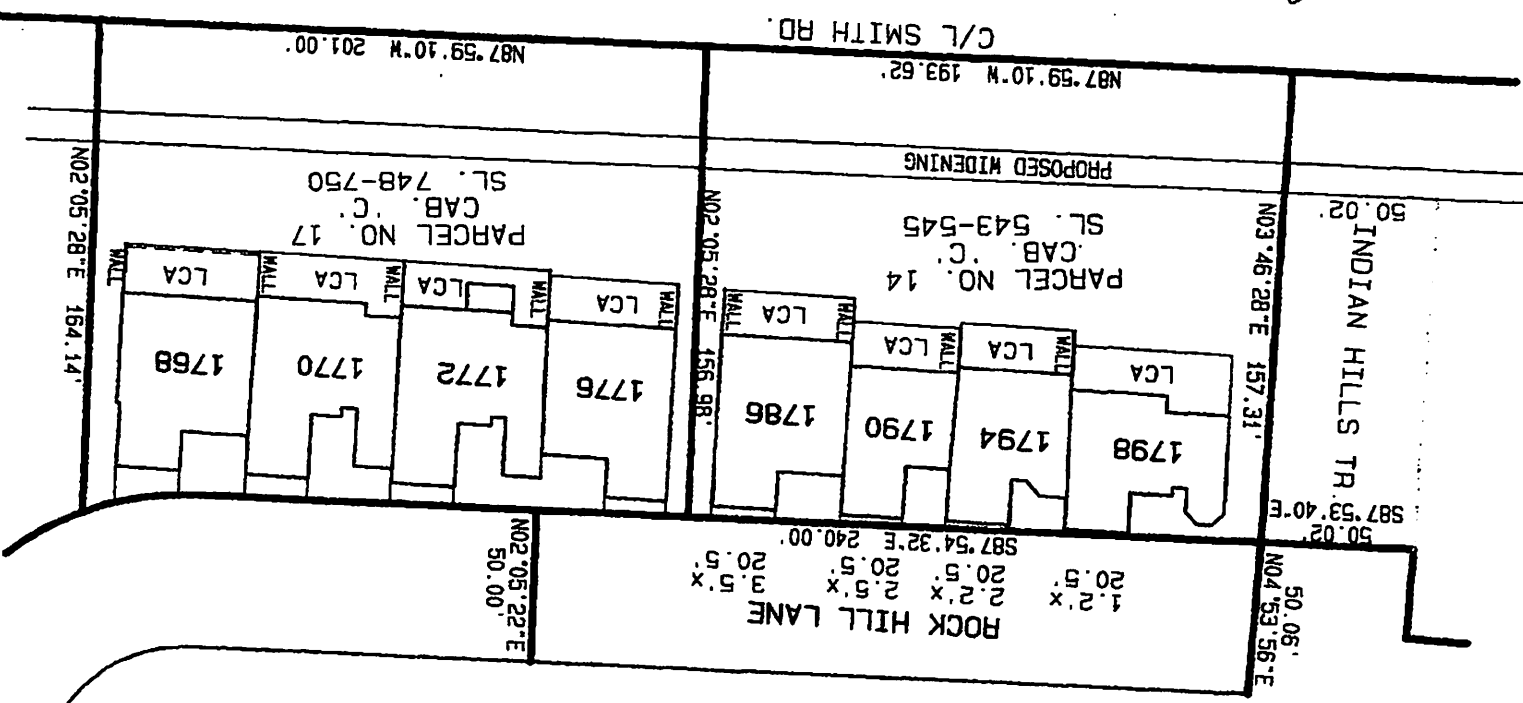 ROCK HILL LANE
1.2'x
20.5'
2.2'x
20.5'
2.5'x
20.5'
3.5'x
20.5'
S87°54'32"E 240.00'
N04°53'56"E
50.06'
N02°05'22"E
50.00'
50.02'
S87°53'40"E
INDIAN HILLS TR.
50.02'
N03°46'28"E 157.31'
1798
1794
1790
1786
LCA
LCA
LCA
LCA
WALL
WALL
WALL
WALL
PARCEL NO. 14
CAB. 'C'
SL. 543-545
N02°05'28"E 156.98'
1776
1772
1770
1768
LCA
LCA
LCA
LCA
WALL
WALL
WALL
WALL
WALL
PARCEL NO. 17
CAB. 'C'
SL. 748-750
N02°05'28"E 164.14'
PROPOSED WIDENING
N87°59'10"W 193.62'
N87°59'10"W 201.00'
C/L SMITH RD.